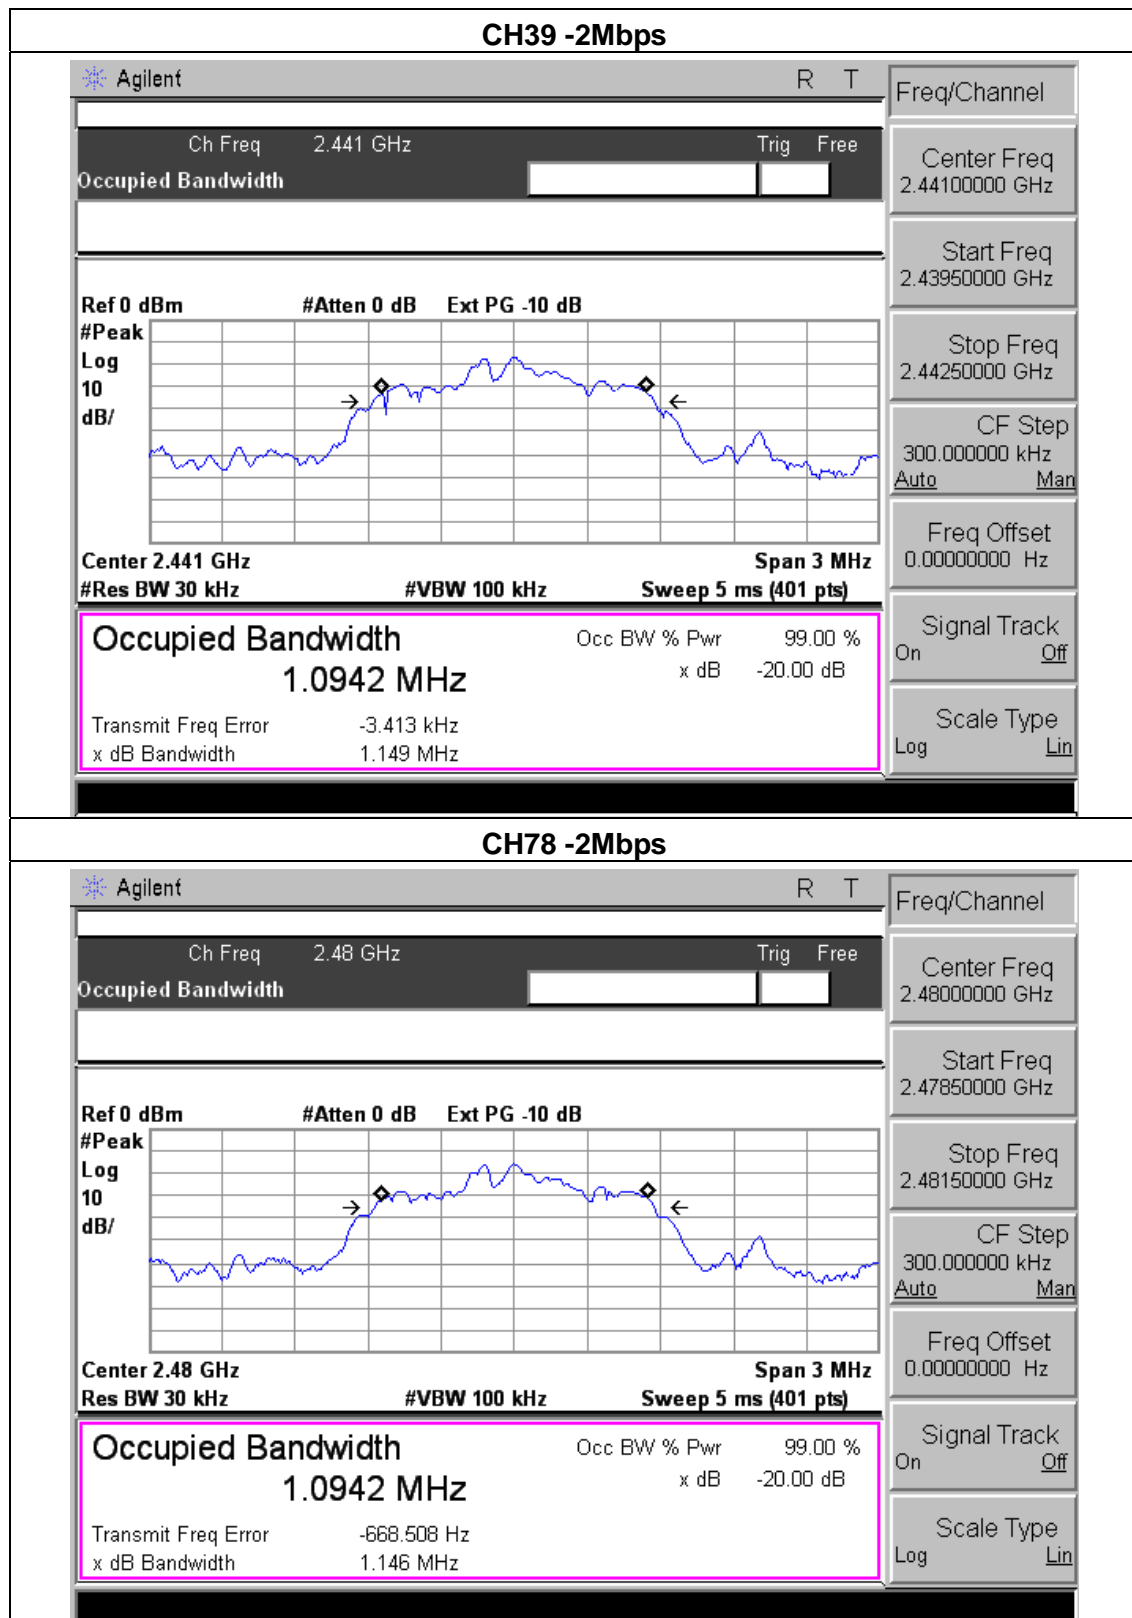 CH39 -2Mbps
Agilent R T
Freq/Channel
Ch Freq 2.441 GHz Trig Free
Occupied Bandwidth
Center Freq
2.44100000 GHz
Start Freq
2.43950000 GHz
Stop Freq
2.44250000 GHz
CF Step
300.000000 kHz
Auto Man
Freq Offset
0.00000000 Hz
Signal Track
On Off
Scale Type
Log Lin
Ref 0 dBm #Atten 0 dB Ext PG -10 dB
#Peak
Log
10
dB/
Center 2.441 GHz Span 3 MHz
#Res BW 30 kHz #VBW 100 kHz Sweep 5 ms (401 pts)
Occupied Bandwidth Occ BW % Pwr 99.00 %
1.0942 MHz x dB -20.00 dB
Transmit Freq Error -3.413 kHz
x dB Bandwidth 1.149 MHz
CH78 -2Mbps
Agilent R T
Freq/Channel
Ch Freq 2.48 GHz Trig Free
Occupied Bandwidth
Center Freq
2.48000000 GHz
Start Freq
2.47850000 GHz
Stop Freq
2.48150000 GHz
CF Step
300.000000 kHz
Auto Man
Freq Offset
0.00000000 Hz
Signal Track
On Off
Scale Type
Log Lin
Ref 0 dBm #Atten 0 dB Ext PG -10 dB
#Peak
Log
10
dB/
Center 2.48 GHz Span 3 MHz
Res BW 30 kHz #VBW 100 kHz Sweep 5 ms (401 pts)
Occupied Bandwidth Occ BW % Pwr 99.00 %
1.0942 MHz x dB -20.00 dB
Transmit Freq Error -668.508 Hz
x dB Bandwidth 1.146 MHz